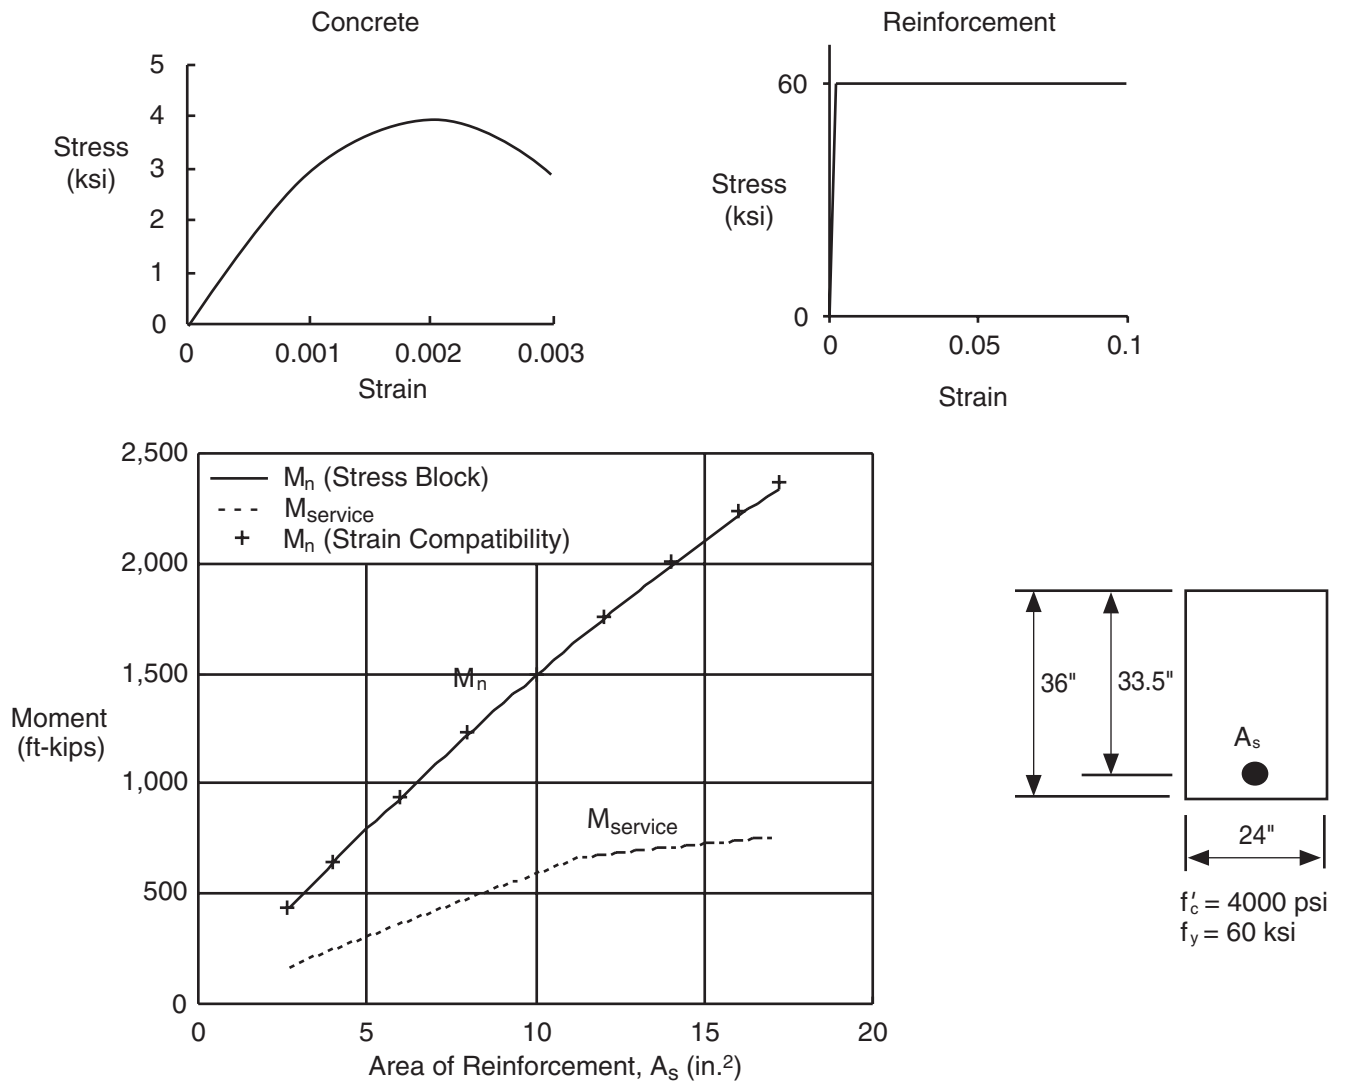 Concrete
5
4
3
2
1
0
Stress
(ksi)
0 0.001 0.002 0.003
Strain
Reinforcement
60
0
Stress
(ksi)
0 0.05 0.1
Strain
2,500
2,000
1,500
1,000
500
0
Moment
(ft-kips)
Mn (Stress Block)
Mservice
Mn (Strain Compatibility)
Mn
Mservice
0 5 10 15 20
Area of Reinforcement, As (in.²)
36"
33.5"
As
24"
f′c = 4000 psi
fy = 60 ksi